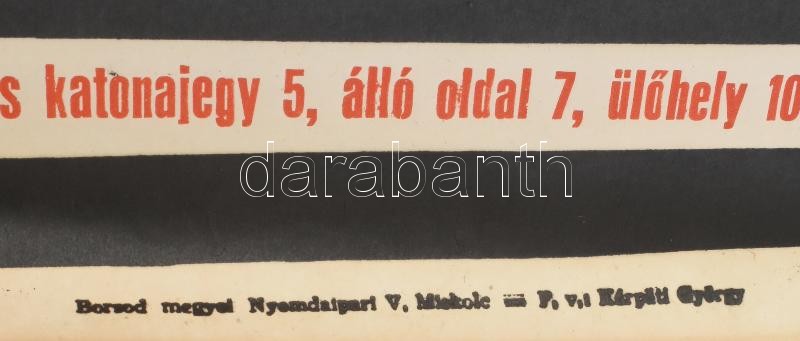 s katonajegy 5, álló oldal 7, ülőhely 10
darabanth
Borsod megyei Nyomdaipari V. Miskolc — F. v.: Kárpáti György